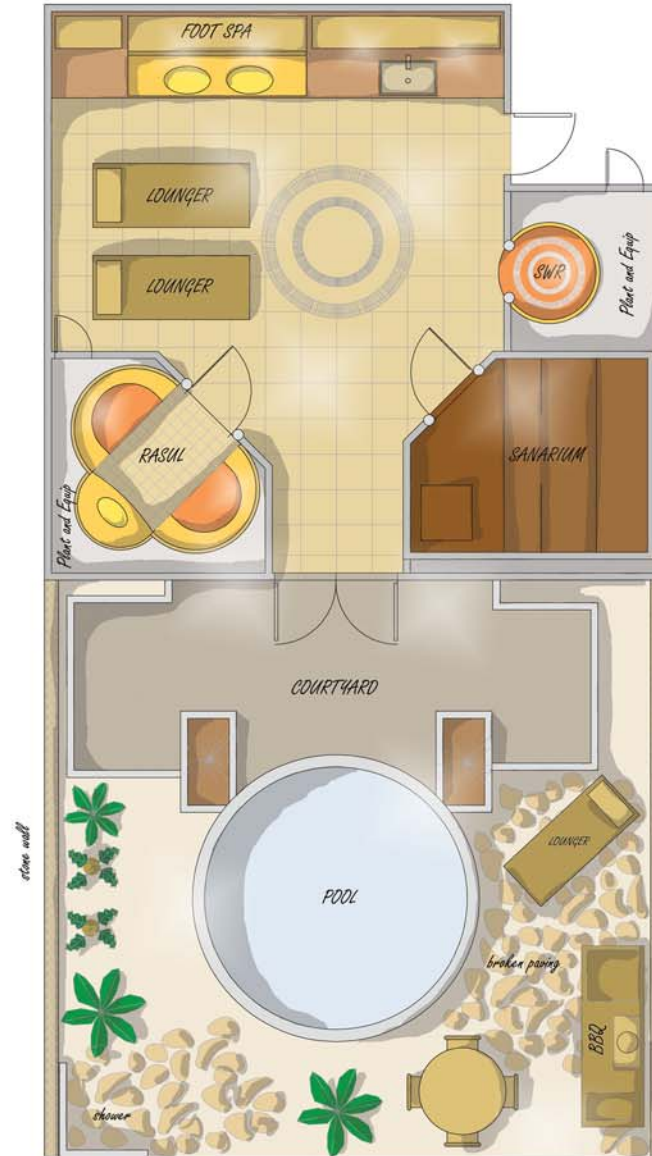 FOOT SPA
LOUNGER
LOUNGER
SWR
Plant and Equip
RASUL
SANARIUM
Plant and Equip
COURTYARD
stone wall
LOUNGER
POOL
broken paving
BBQ
shower